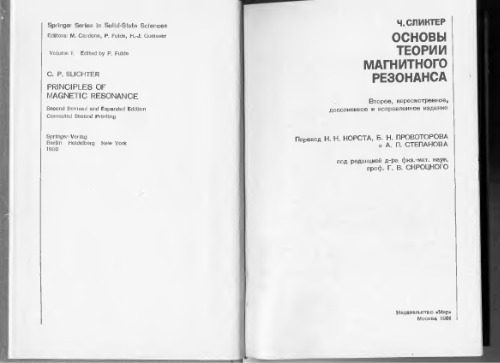 Springer Series in Solid-State Sciences
Editors: M. Cardona, P. Fulde, H.-J. Queisser
Volume 1. Edited by P. Fulde
C. P. SLICHTER
PRINCIPLES OF
MAGNETIC RESONANCE
Second Revised and Expanded Edition
Corrected Second Printing
Springer-Verlag
Berlin Heidelberg New York
1980
Ч. СЛИКТЕР
ОСНОВЫ
ТЕОРИИ
МАГНИТНОГО
РЕЗОНАНСА
Второе, пересмотренное,
дополненное и исправленное издание
Перевод Н. Н. КОРСТА, Б. Н. ПРОВОТОРОВА
и А. П. СТЕПАНОВА
под редакцией д-ра физ.-мат. наук,
проф. Г. В. СКРОЦКОГО
Издательство «Мир»
Москва